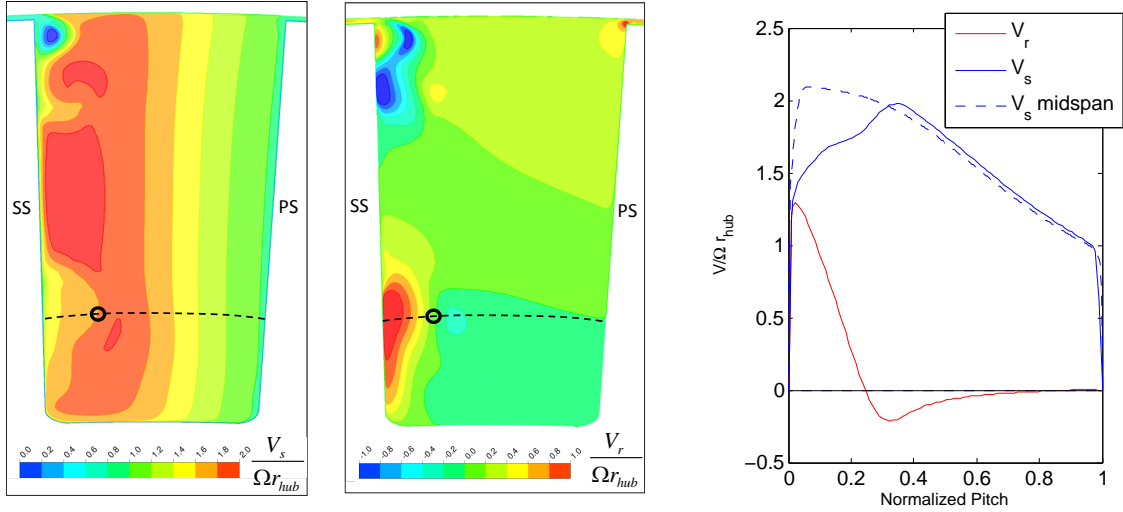 SS
PS
0.0 0.2 0.4 0.6 0.8 1.0 1.2 1.4 1.6 1.8 2.0
V_s
Ωr_hub
SS
PS
-1.0 -0.8 -0.6 -0.4 -0.2 0.0 0.2 0.4 0.6 0.8 1.0
V_r
Ωr_hub
V_r
V_s
V_s midspan
2.5
2
1.5
1
0.5
0
−0.5
V/Ω r_hub
0 0.2 0.4 0.6 0.8 1
Normalized Pitch